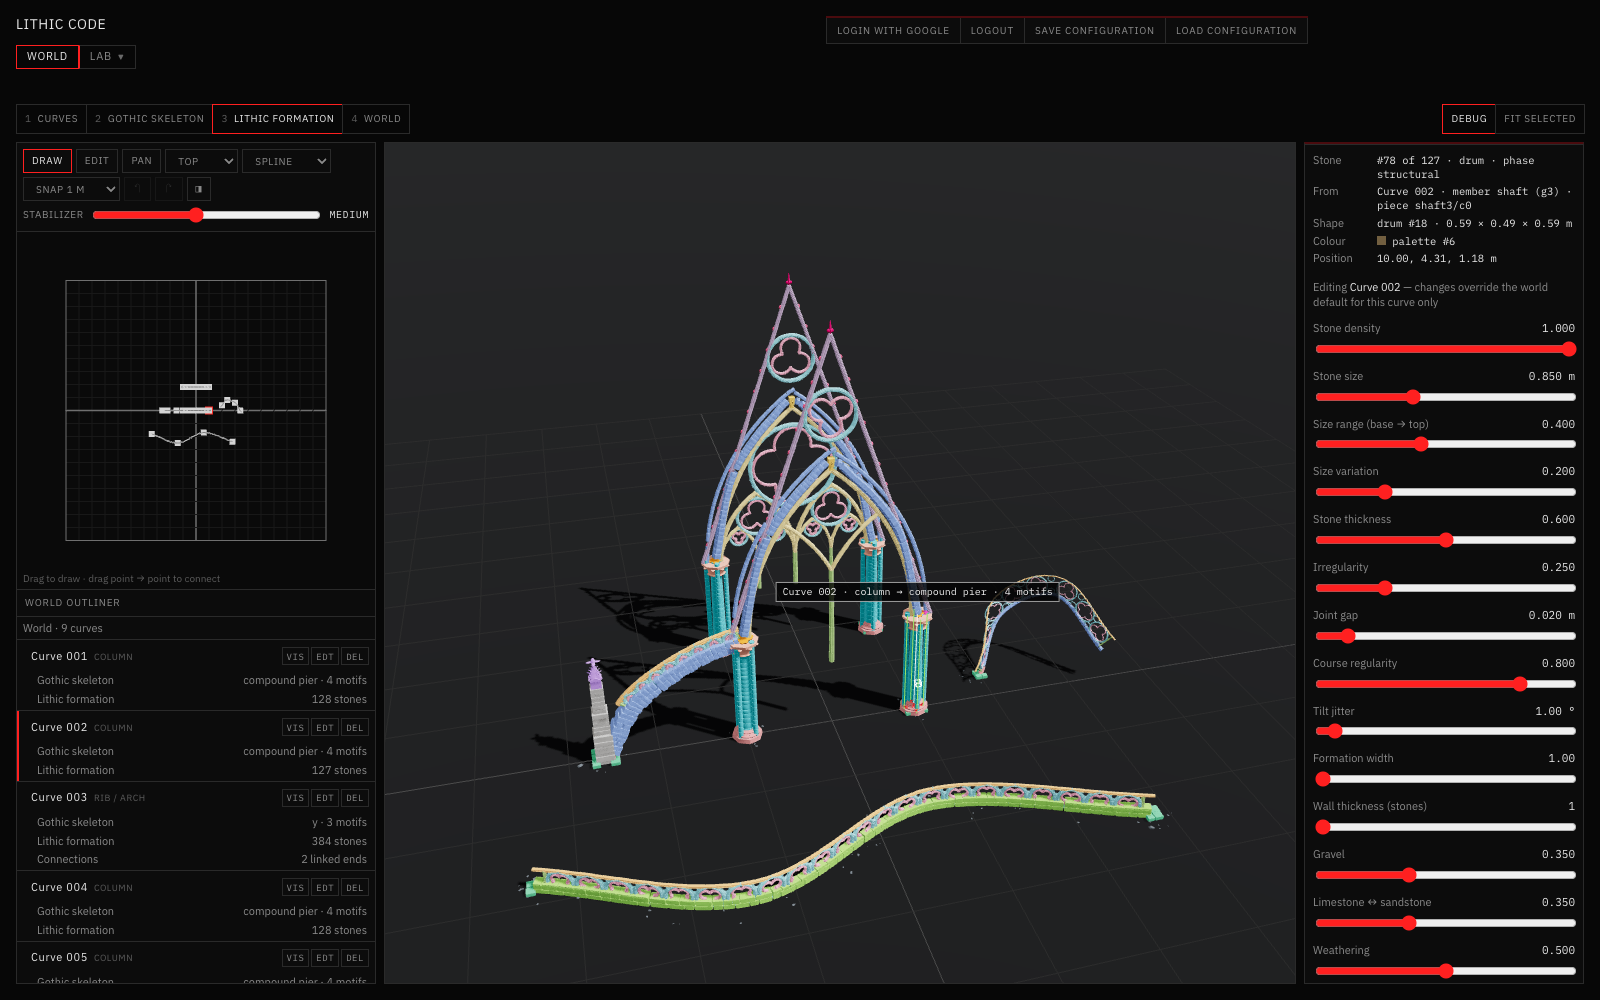 LITHIC CODE
LOGIN WITH GOOGLE LOGOUT SAVE CONFIGURATION LOAD CONFIGURATION
WORLD LAB ▾
1 CURVES 2 GOTHIC SKELETON 3 LITHIC FORMATION 4 WORLD
DEBUG FIT SELECTED
DRAW EDIT PAN TOP SPLINE
SNAP 1 M
STABILIZER MEDIUM
Drag to draw · drag point → point to connect
WORLD OUTLINER
World · 9 curves
Curve 001 COLUMN VIS EDT DEL
Gothic skeleton compound pier · 4 motifs
Lithic formation 128 stones
Curve 002 COLUMN VIS EDT DEL
Gothic skeleton compound pier · 4 motifs
Lithic formation 127 stones
Curve 003 RIB / ARCH VIS EDT DEL
Gothic skeleton y · 3 motifs
Lithic formation 384 stones
Connections 2 linked ends
Curve 004 COLUMN VIS EDT DEL
Gothic skeleton compound pier · 4 motifs
Lithic formation 128 stones
Curve 005 COLUMN VIS EDT DEL
Gothic skeleton compound pier · 4 motifs
Curve 002 · column → compound pier · 4 motifs
Stone #78 of 127 · drum · phase
structural
From Curve 002 · member shaft (g3) ·
piece shaft3/c0
Shape drum #18 · 0.59 × 0.49 × 0.59 m
Colour palette #6
Position 10.00, 4.31, 1.18 m
Editing Curve 002 — changes override the world
default for this curve only
Stone density 1.000
Stone size 0.850 m
Size range (base → top) 0.400
Size variation 0.200
Stone thickness 0.600
Irregularity 0.250
Joint gap 0.020 m
Course regularity 0.800
Tilt jitter 1.00 °
Formation width 1.00
Wall thickness (stones) 1
Gravel 0.350
Limestone ↔ sandstone 0.350
Weathering 0.500